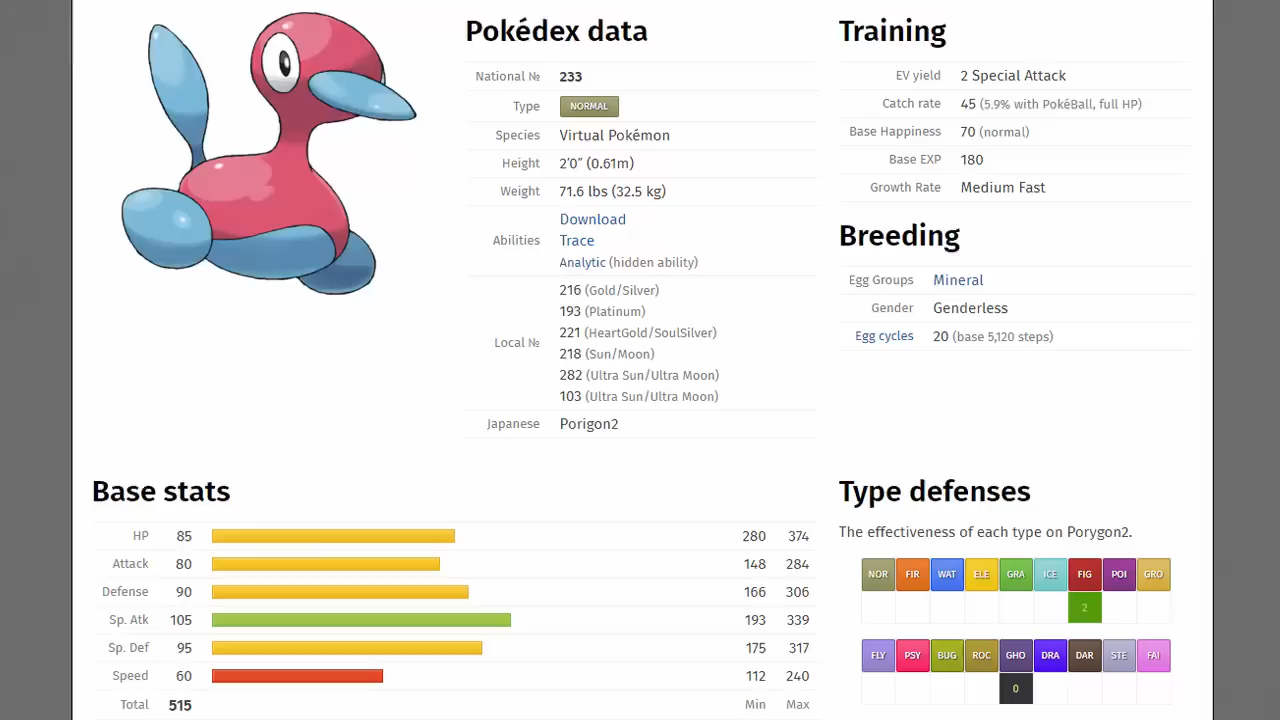 Pokédex data
National № 233
Type NORMAL
Species Virtual Pokémon
Height 2′0″ (0.61m)
Weight 71.6 lbs (32.5 kg)
Abilities Download
Trace
Analytic (hidden ability)
Local № 216 (Gold/Silver)
193 (Platinum)
221 (HeartGold/SoulSilver)
218 (Sun/Moon)
282 (Ultra Sun/Ultra Moon)
103 (Ultra Sun/Ultra Moon)
Japanese Porigon2
Training
EV yield 2 Special Attack
Catch rate 45 (5.9% with PokéBall, full HP)
Base Happiness 70 (normal)
Base EXP 180
Growth Rate Medium Fast
Breeding
Egg Groups Mineral
Gender Genderless
Egg cycles 20 (base 5,120 steps)
Base stats
HP 85 280 374
Attack 80 148 284
Defense 90 166 306
Sp. Atk 105 193 339
Sp. Def 95 175 317
Speed 60 112 240
Total 515 Min Max
Type defenses
The effectiveness of each type on Porygon2.
NOR FIR WAT ELE GRA ICE FIG POI GRO
2
FLY PSY BUG ROC GHO DRA DAR STE FAI
0